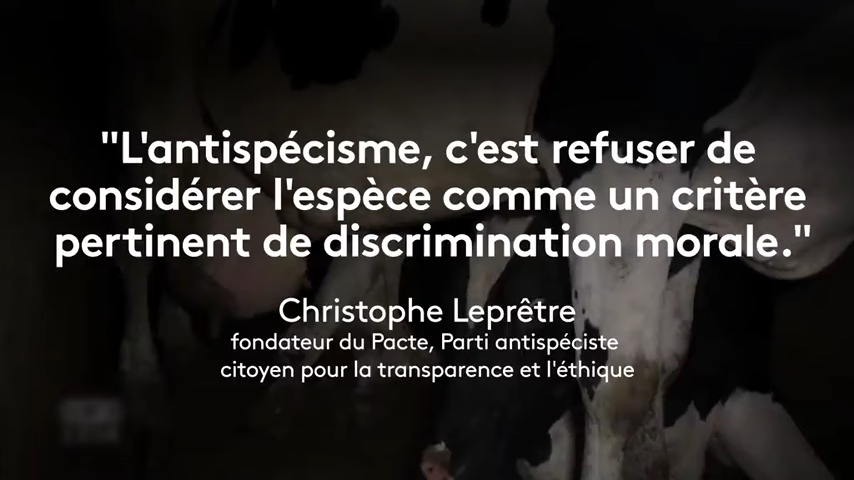 "L'antispécisme, c'est refuser de
considérer l'espèce comme un critère
pertinent de discrimination morale."
Christophe Leprêtre
fondateur du Pacte, Parti antispéciste
citoyen pour la transparence et l'éthique